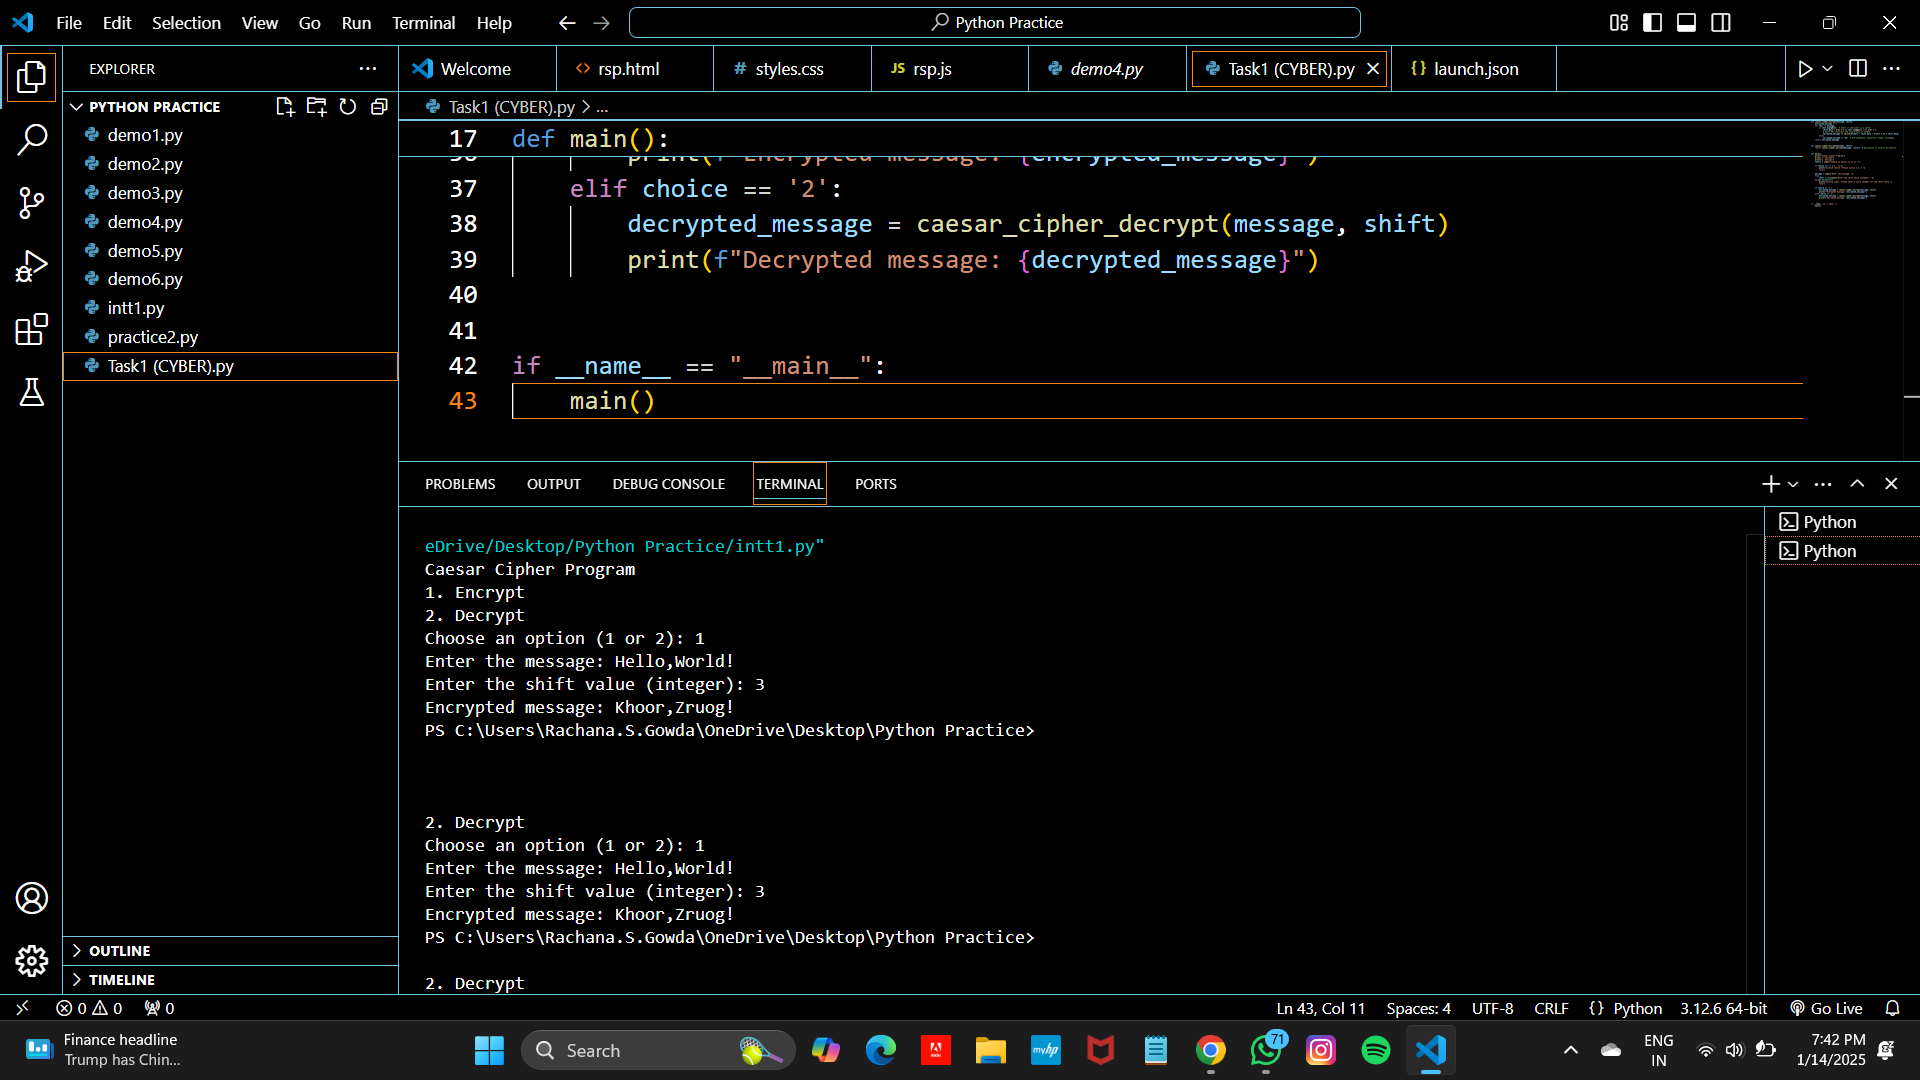 File Edit Selection View Go Run Terminal Help
Python Practice
EXPLORER
PYTHON PRACTICE
demo1.py
demo2.py
demo3.py
demo4.py
demo5.py
demo6.py
intt1.py
practice2.py
Task1 (CYBER).py
OUTLINE
TIMELINE
Welcome
<> rsp.html
# styles.css
JS rsp.js
demo4.py
Task1 (CYBER).py
{} launch.json
Task1 (CYBER).py > ...
17 def main():
print(f"Encrypted message: {encrypted_message}")
37 elif choice == '2':
38 decrypted_message = caesar_cipher_decrypt(message, shift)
39 print(f"Decrypted message: {decrypted_message}")
40
41
42 if __name__ == "__main__":
43 main()
PROBLEMS OUTPUT DEBUG CONSOLE TERMINAL PORTS
eDrive/Desktop/Python Practice/intt1.py"
Caesar Cipher Program
1. Encrypt
2. Decrypt
Choose an option (1 or 2): 1
Enter the message: Hello,World!
Enter the shift value (integer): 3
Encrypted message: Khoor,Zruog!
PS C:\Users\Rachana.S.Gowda\OneDrive\Desktop\Python Practice>
2. Decrypt
Choose an option (1 or 2): 1
Enter the message: Hello,World!
Enter the shift value (integer): 3
Encrypted message: Khoor,Zruog!
PS C:\Users\Rachana.S.Gowda\OneDrive\Desktop\Python Practice>
2. Decrypt
Python
Python
0 0 0
Ln 43, Col 11 Spaces: 4 UTF-8 CRLF {} Python 3.12.6 64-bit Go Live
Finance headline
Trump has Chin...
Search
myhp
71
ENG
IN
7:42 PM
1/14/2025